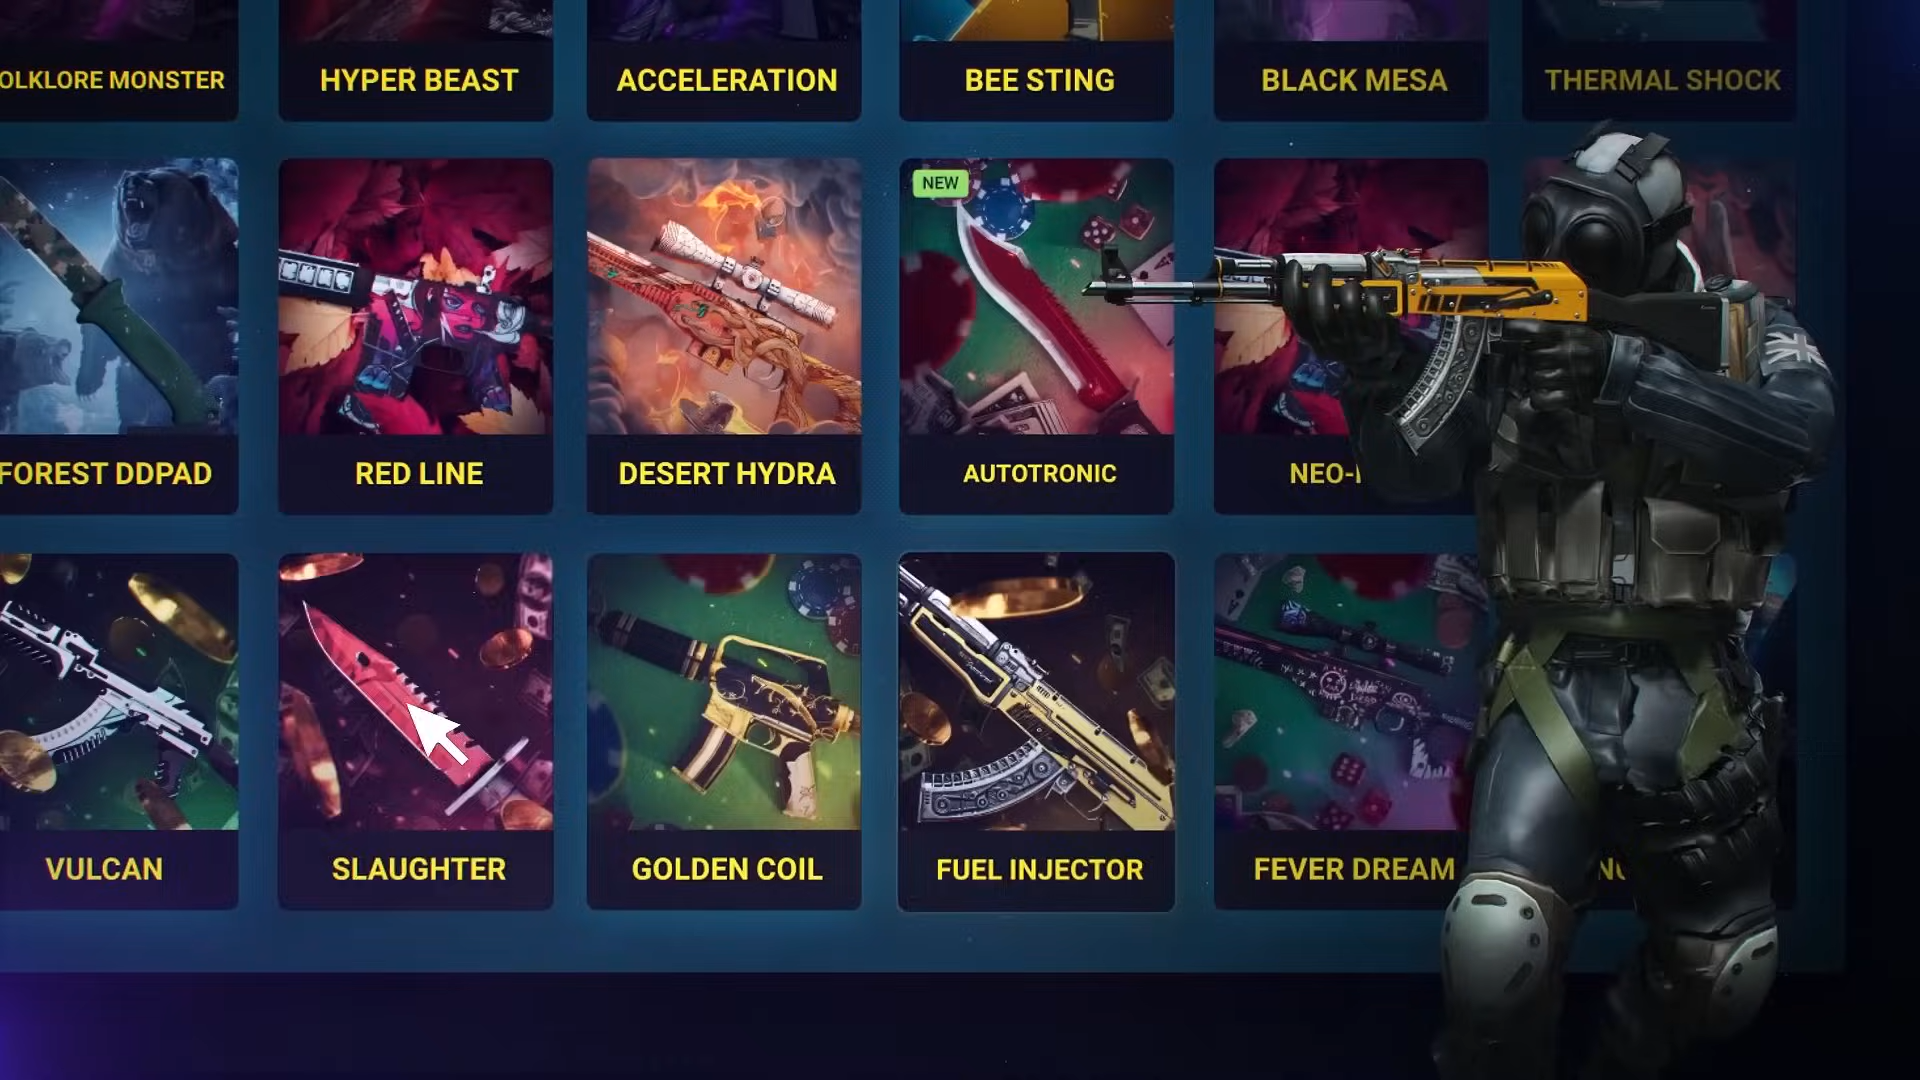 OLKLORE MONSTER
HYPER BEAST
ACCELERATION
BEE STING
BLACK MESA
THERMAL SHOCK
NEW
FOREST DDPAD
RED LINE
DESERT HYDRA
AUTOTRONIC
NEO-
VULCAN
SLAUGHTER
GOLDEN COIL
FUEL INJECTOR
FEVER DREAM